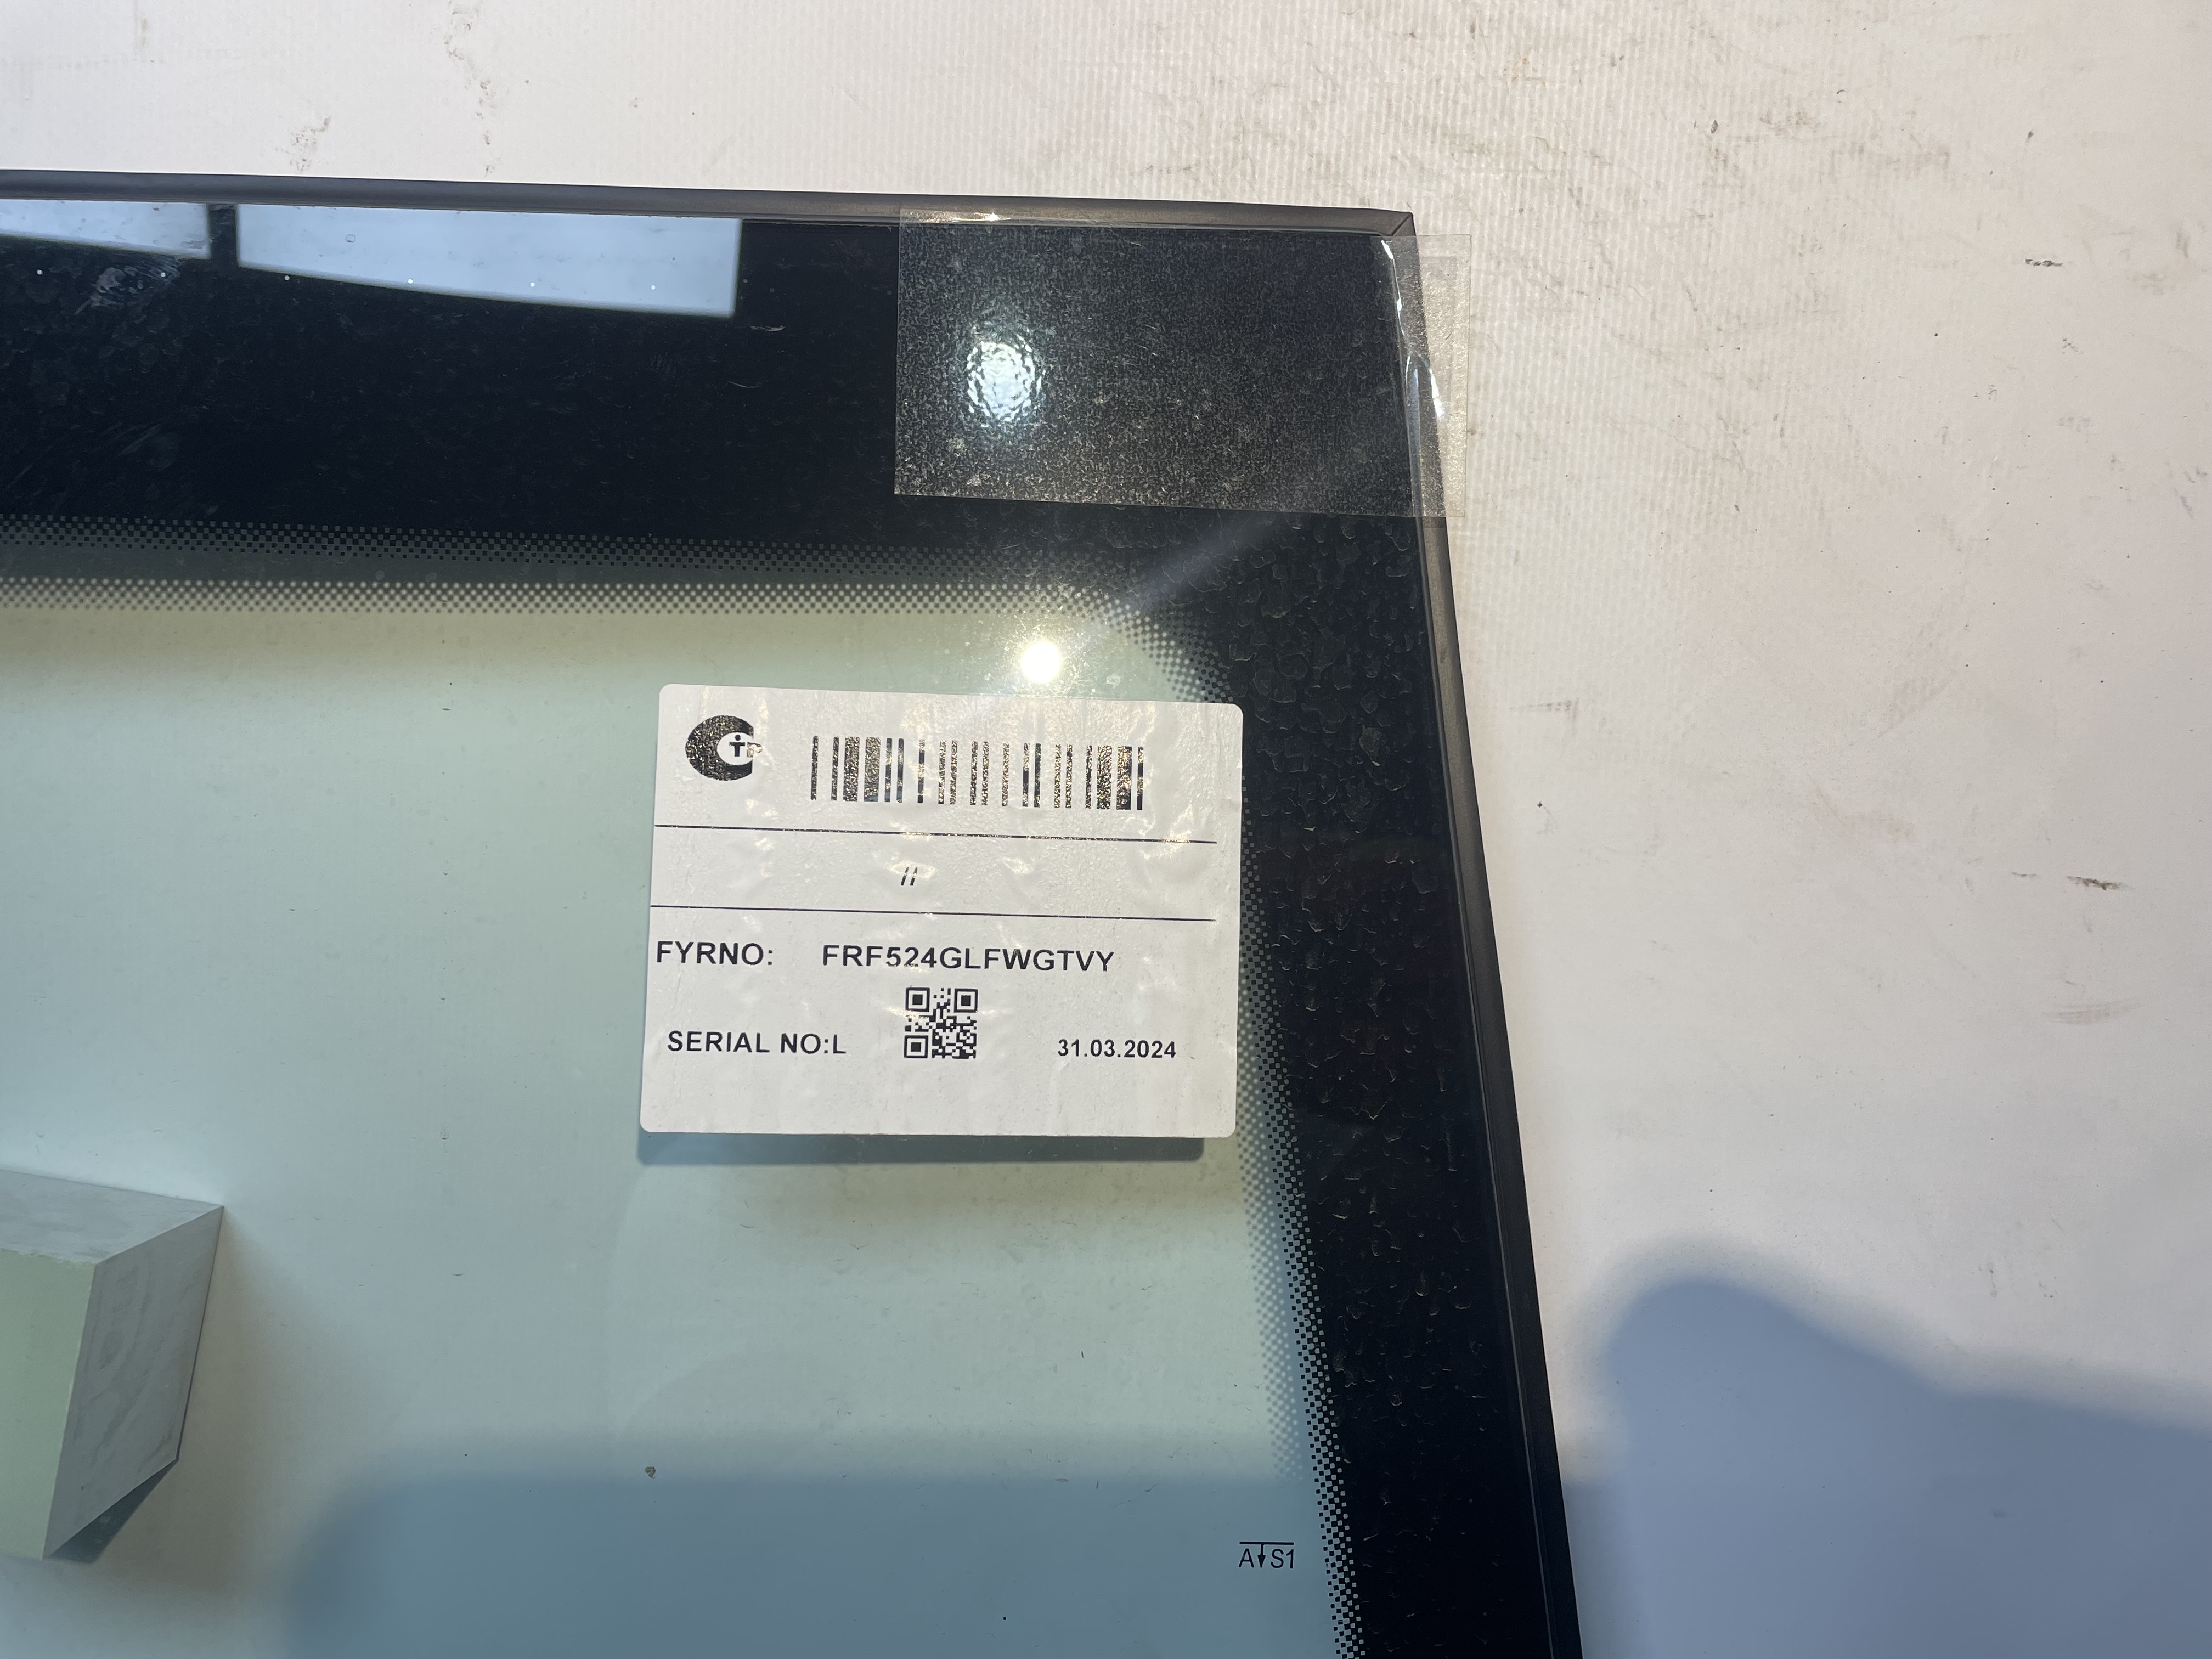 //
FYRNO: FRF524GLFWGTVY
SERIAL NO:L 31.03.2024
A S1